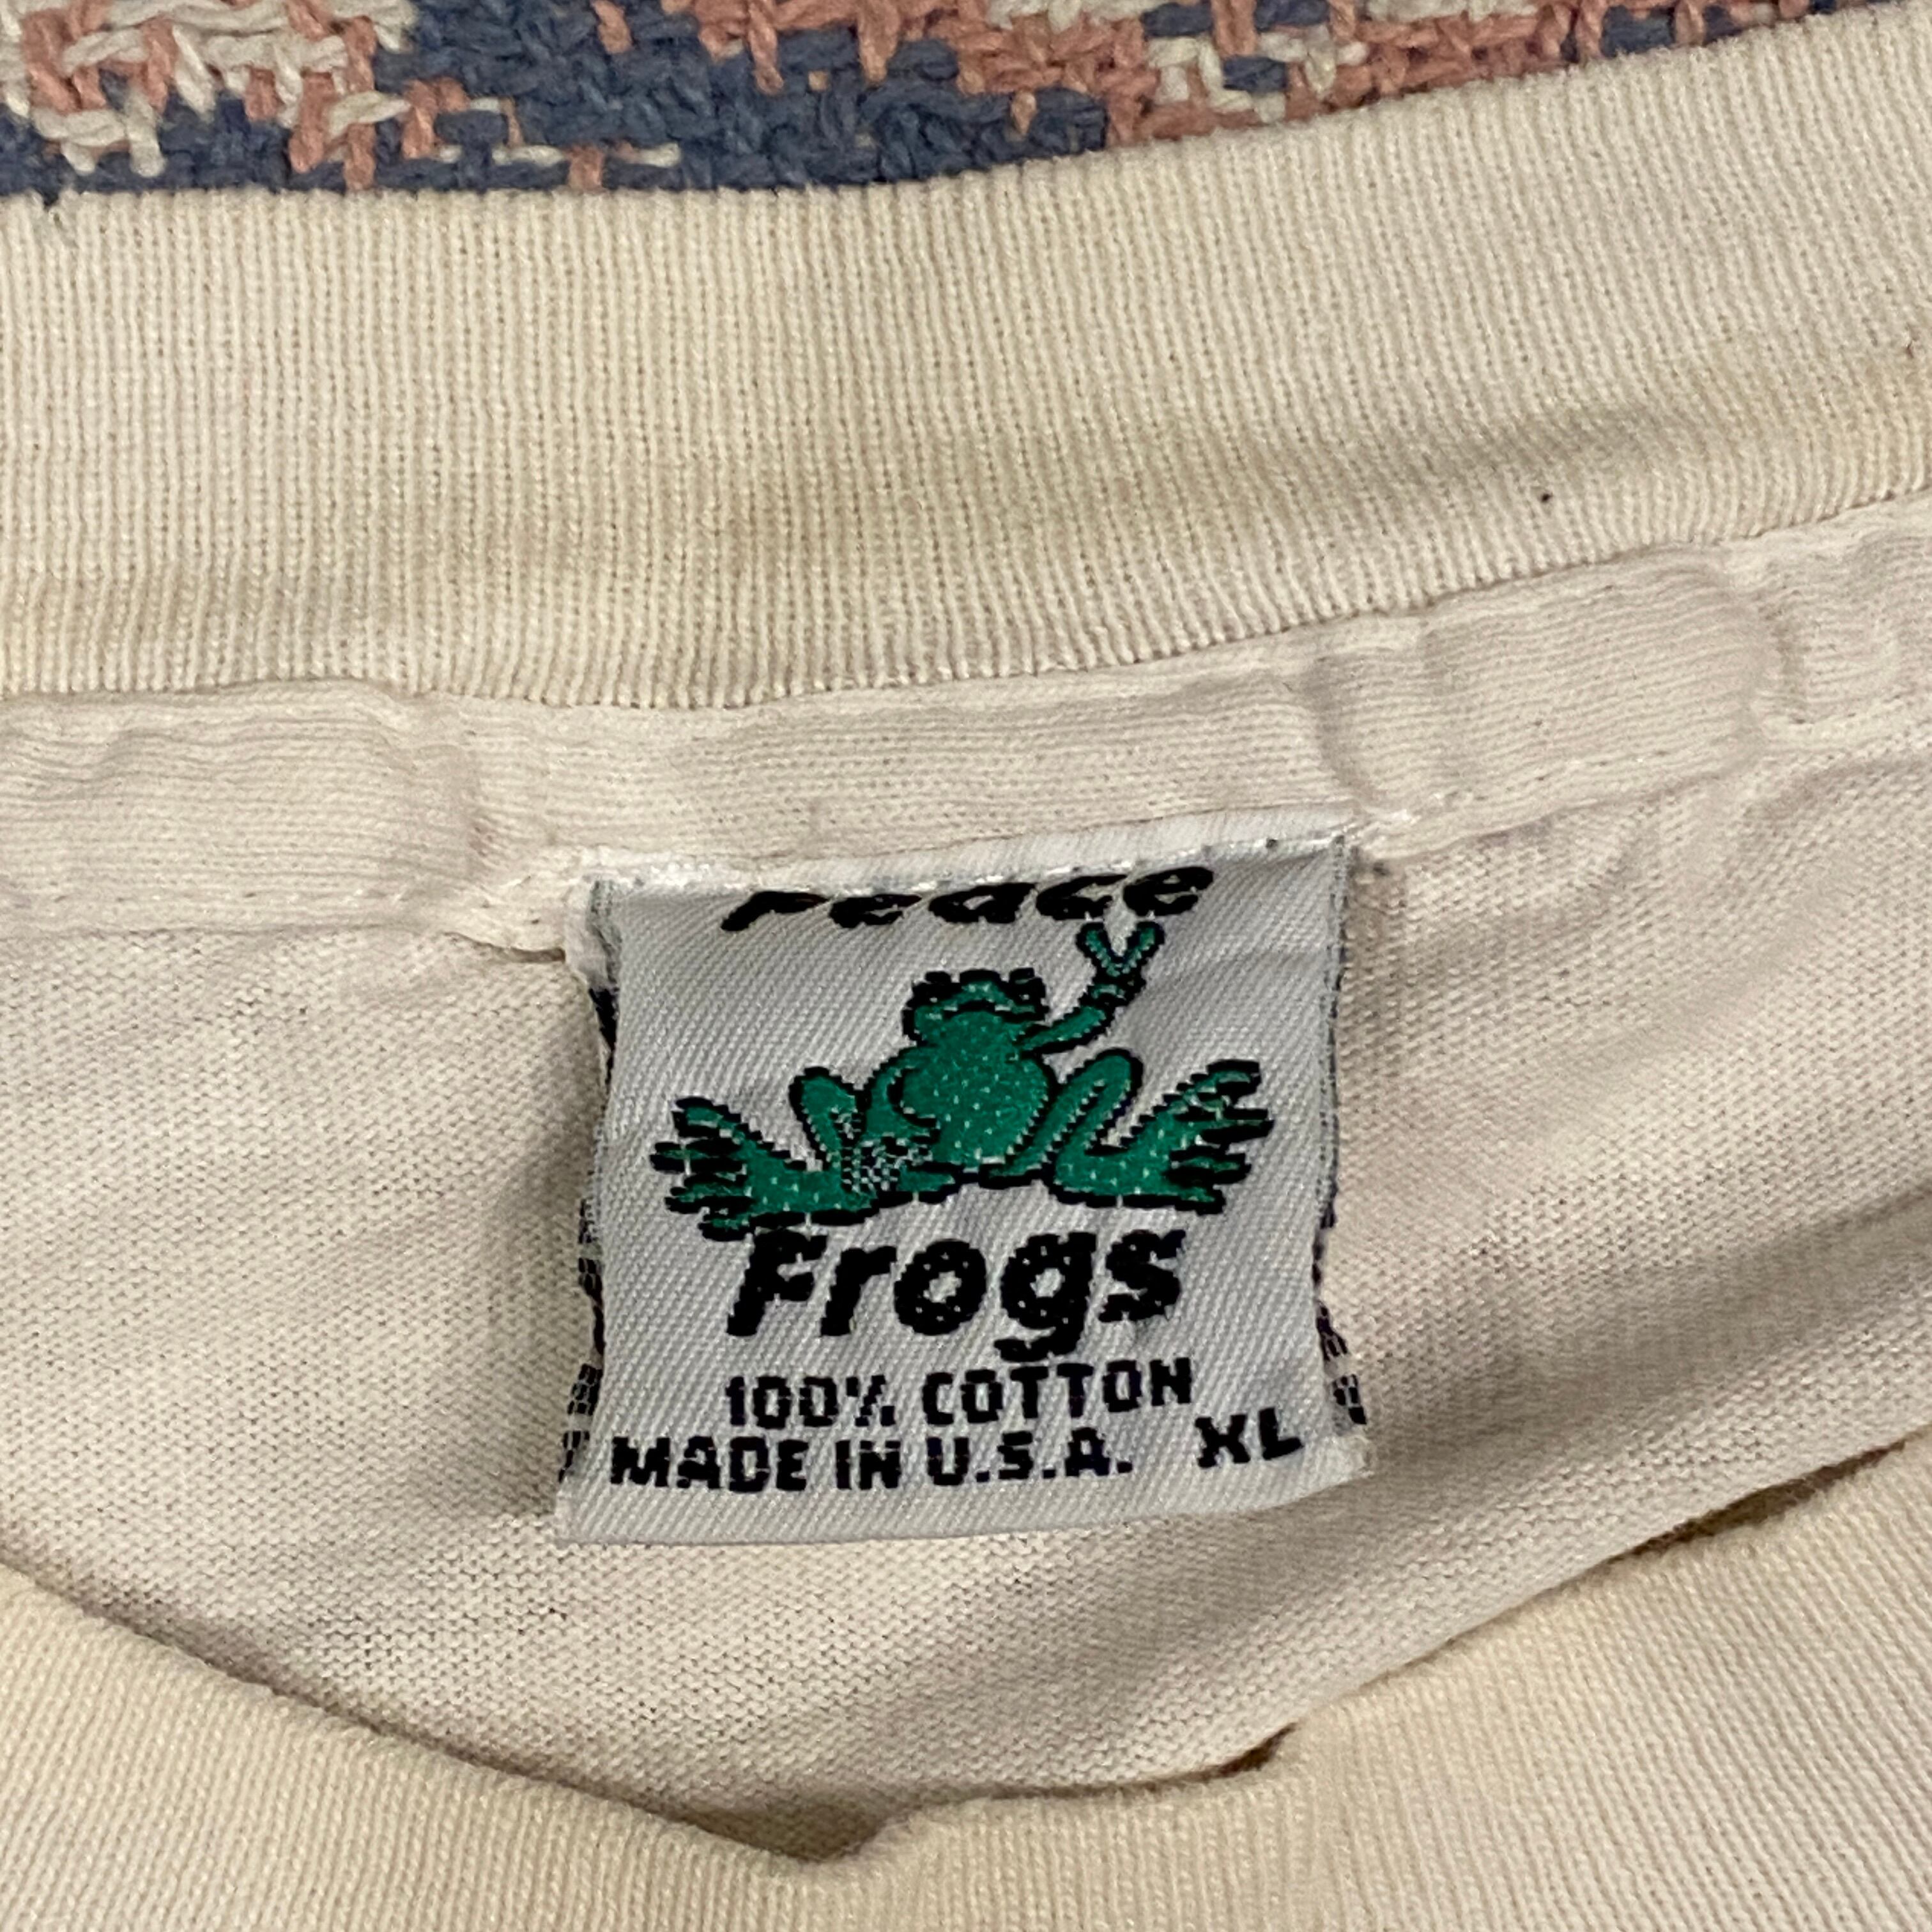 Peace
Frogs
100% COTTON
MADE IN U.S.A. XL